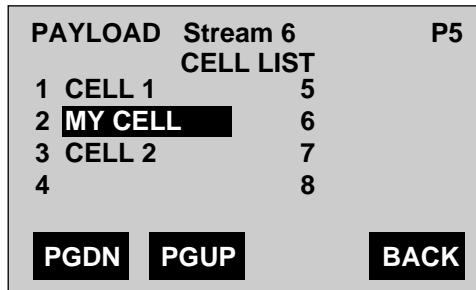 PAYLOAD Stream 6 P5
CELL LIST
1 CELL 1 5
2 MY CELL 6
3 CELL 2 7
4 8
PGDN PGUP BACK